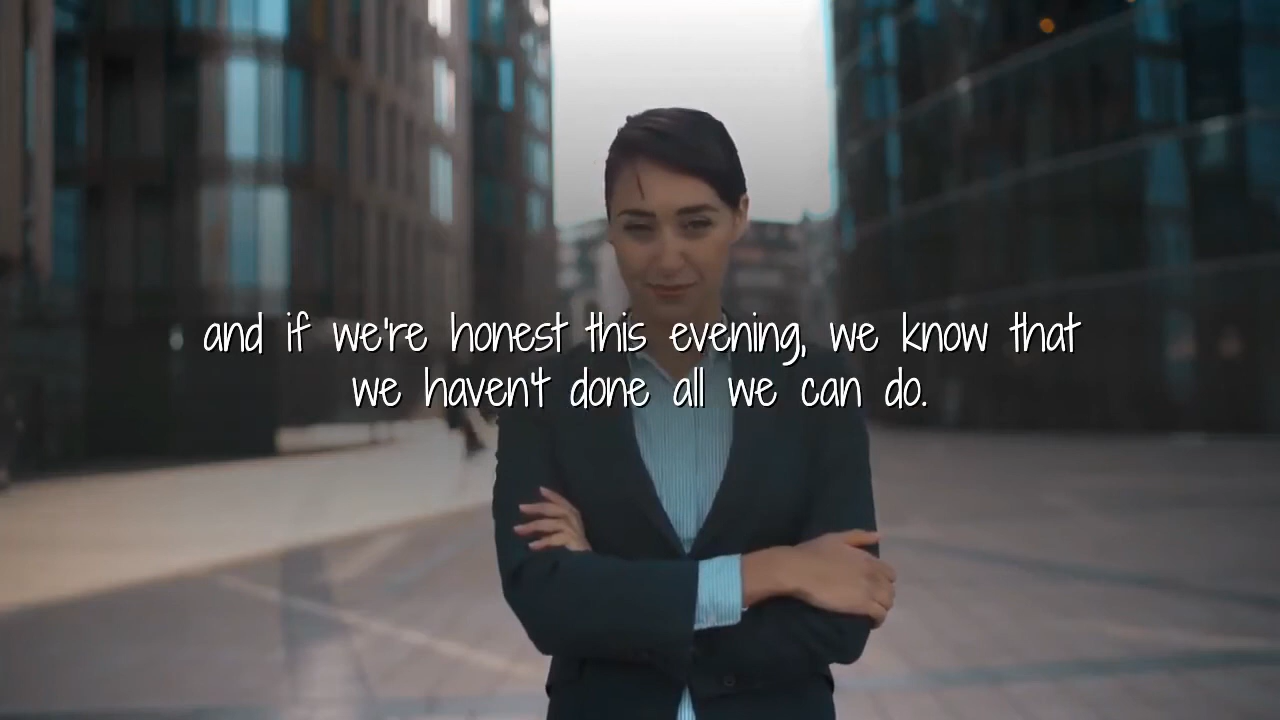 and if we're honest this evening, we know that
we haven't done all we can do.